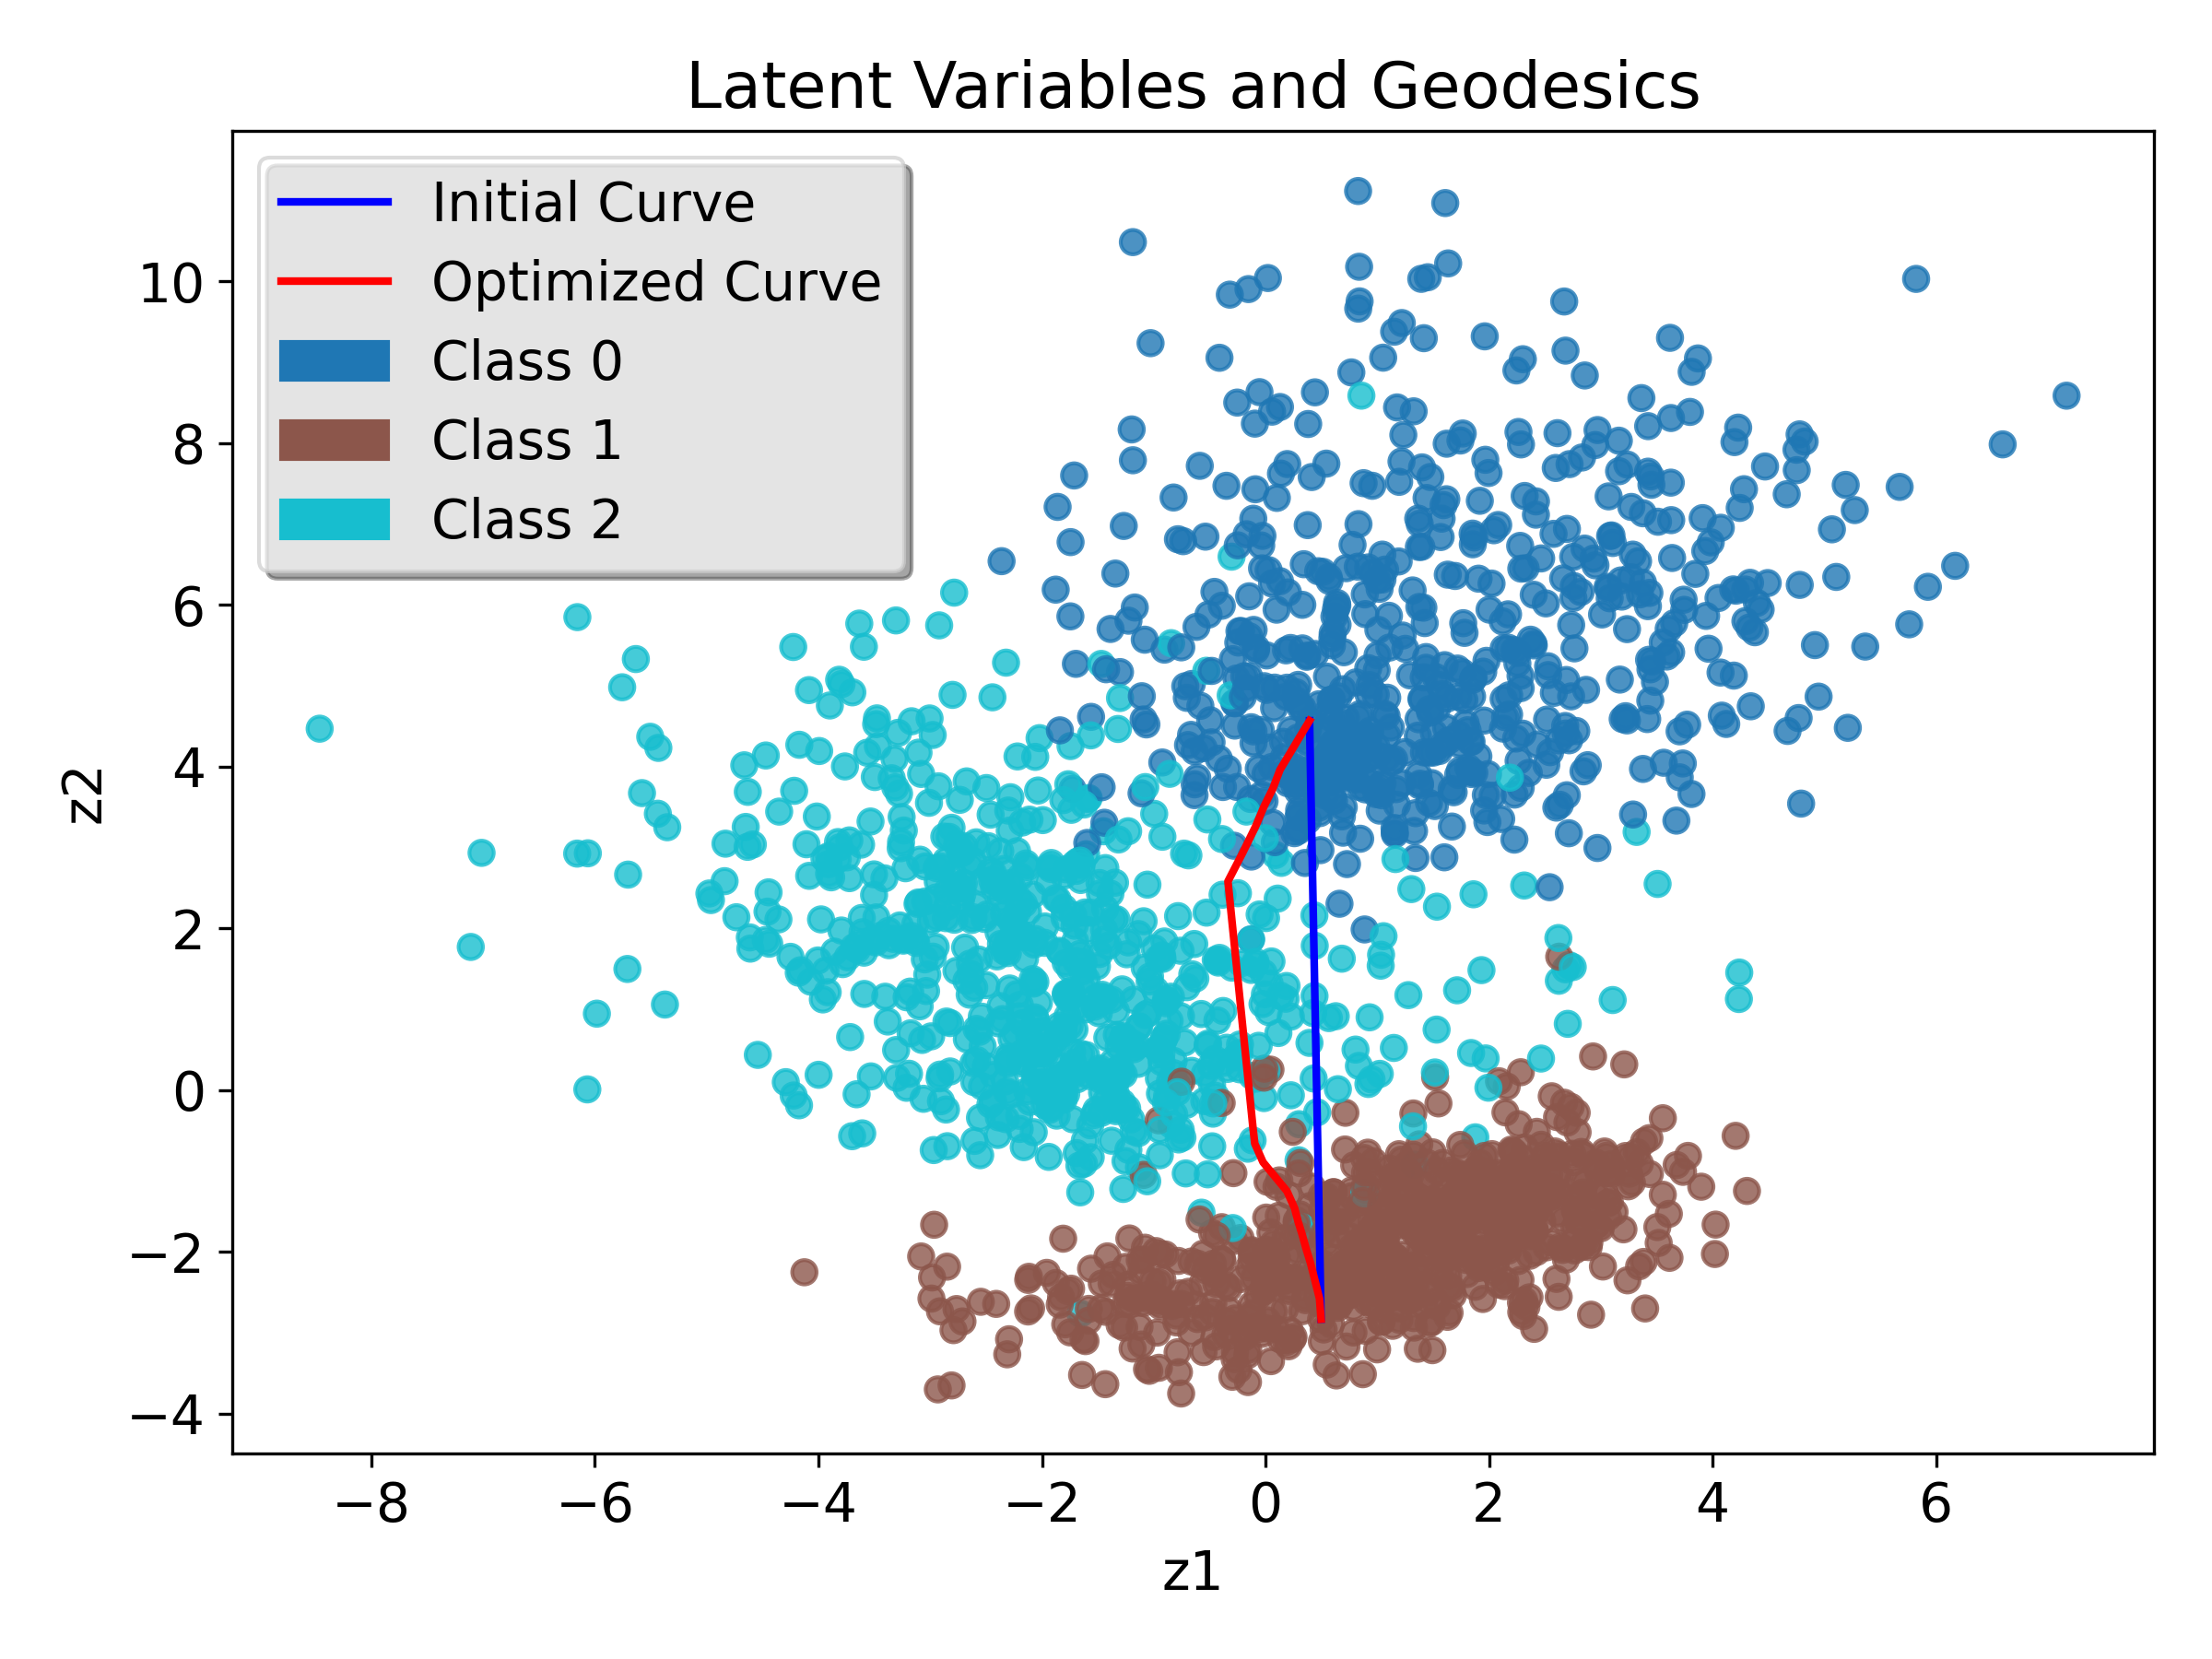 Latent Variables and Geodesics
Initial Curve
Optimized Curve
Class 0
Class 1
Class 2
10
8
6
4
2
0
−2
−4
z2
−8 −6 −4 −2 0 2 4 6
z1